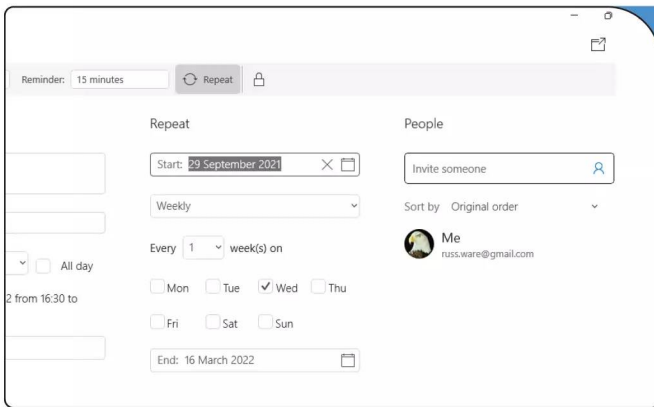 Reminder: 15 minutes Repeat
Repeat
Start: 29 September 2021
Weekly
Every 1 week(s) on
Mon Tue Wed Thu
Fri Sat Sun
End: 16 March 2022
People
Invite someone
Sort by Original order
Me
russ.ware@gmail.com
All day
2 from 16:30 to